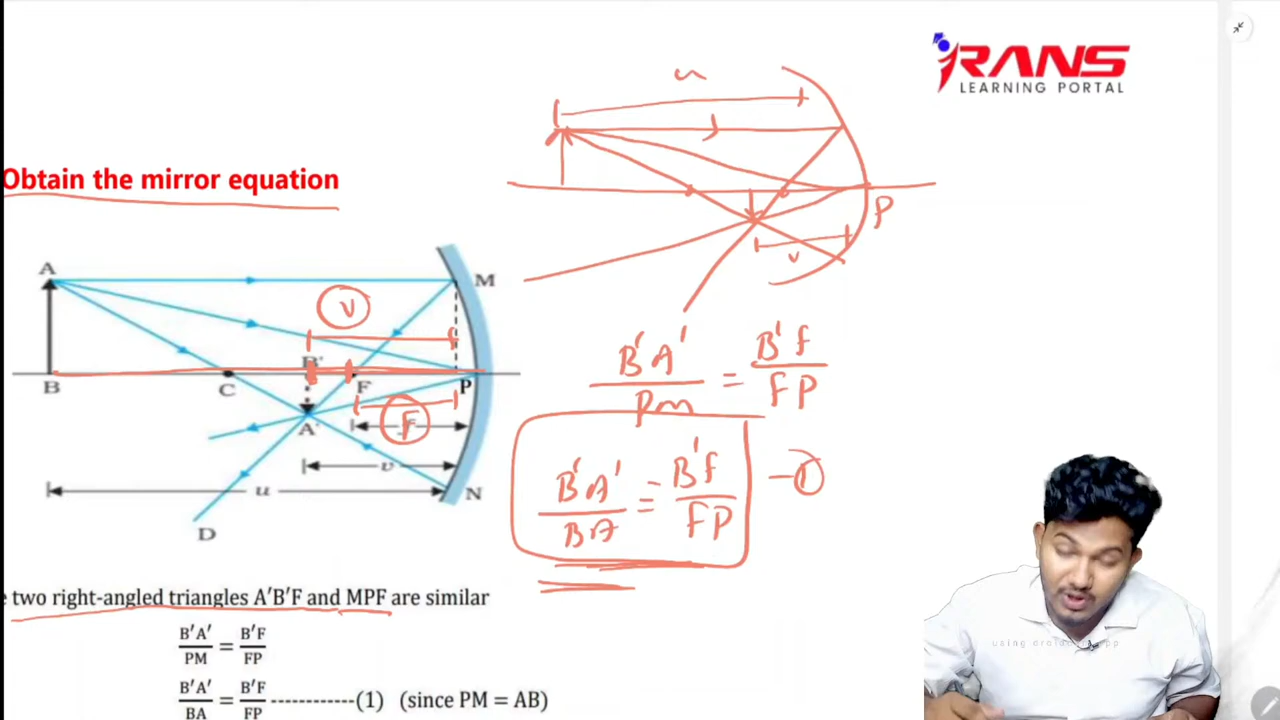 RANS
LEARNING PORTAL
u
Obtain the mirror equation
P
v
A
M
V
B'A'/PM = B'f/FP
B'
B
C
F
P
A'
F
f
B'A'/BA = B'f/FP —①
v
u
N
D
two right-angled triangles A'B'F and MPF are similar
B'A'/PM = B'F/FP
B'A'/BA = B'F/FP ------------(1) (since PM = AB)